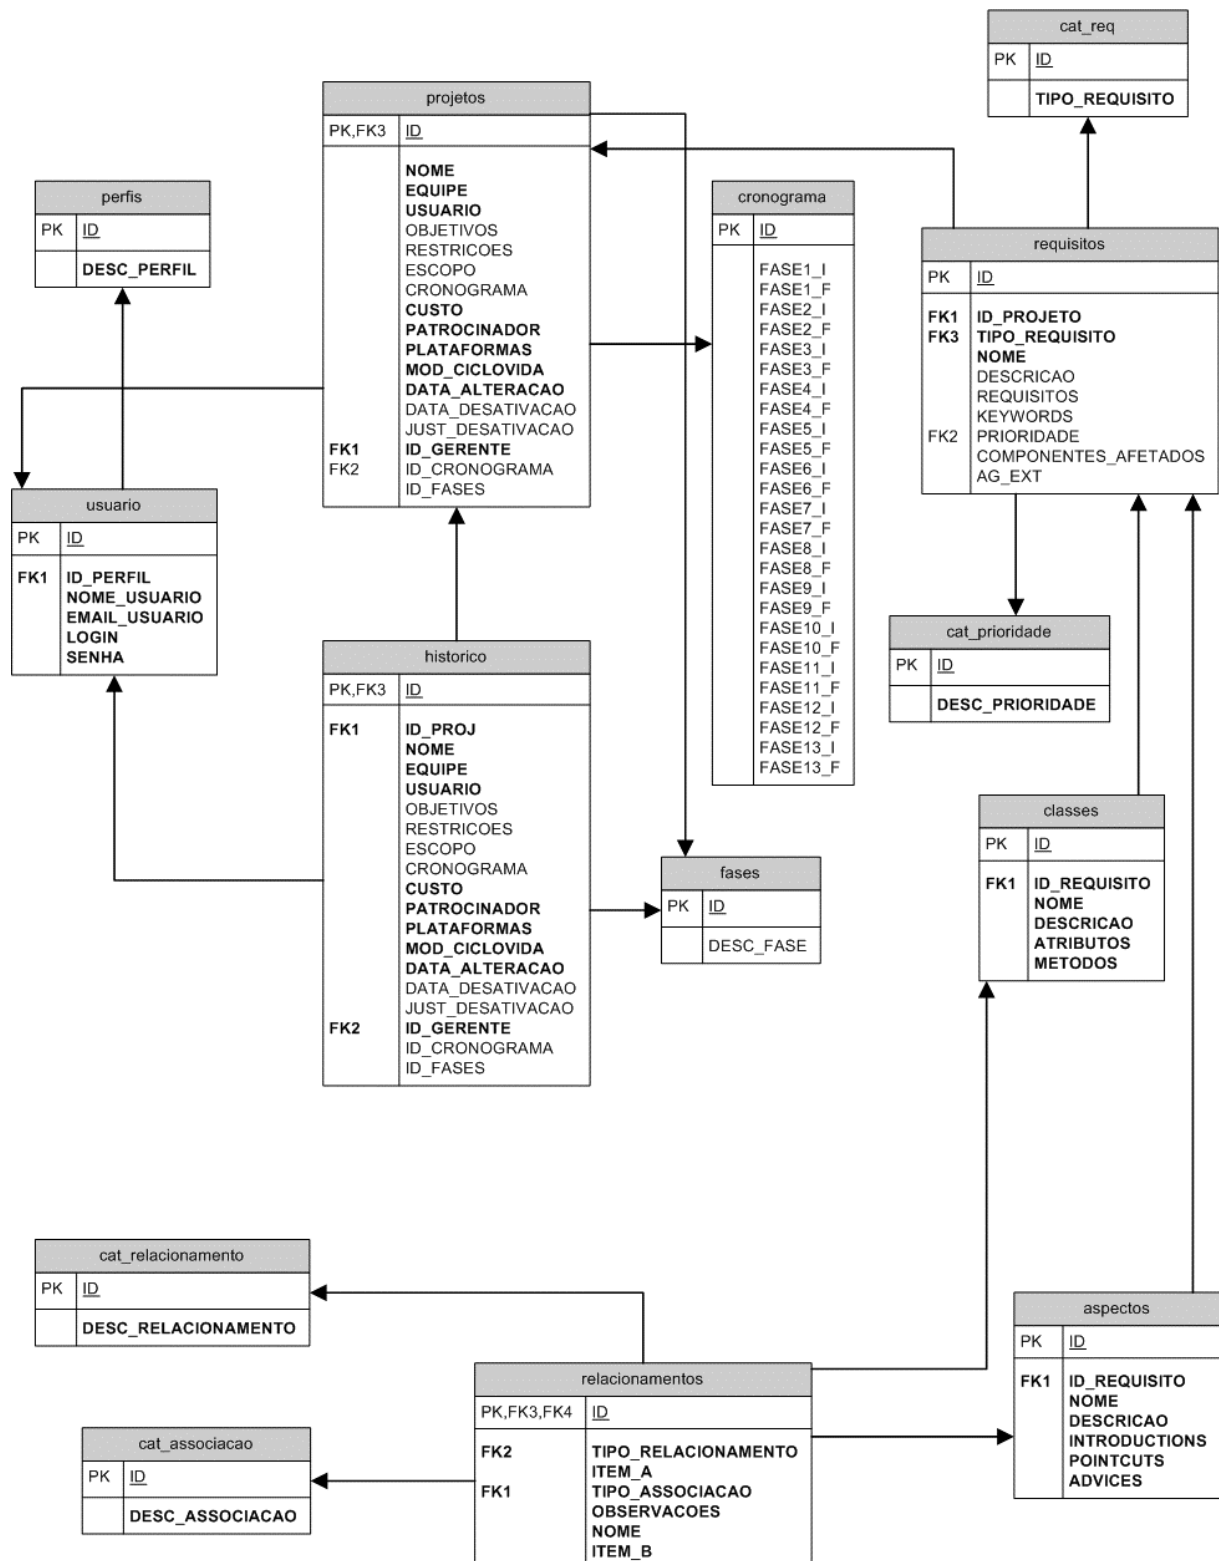 cat_req
PK ID
TIPO_REQUISITO
projetos
PK,FK3 ID
NOME
EQUIPE
USUARIO
OBJETIVOS
RESTRICOES
ESCOPO
CRONOGRAMA
CUSTO
PATROCINADOR
PLATAFORMAS
MOD_CICLOVIDA
DATA_ALTERACAO
DATA_DESATIVACAO
JUST_DESATIVACAO
FK1 ID_GERENTE
FK2 ID_CRONOGRAMA
ID_FASES
perfis
PK ID
DESC_PERFIL
cronograma
PK ID
FASE1_I
FASE1_F
FASE2_I
FASE2_F
FASE3_I
FASE3_F
FASE4_I
FASE4_F
FASE5_I
FASE5_F
FASE6_I
FASE6_F
FASE7_I
FASE7_F
FASE8_I
FASE8_F
FASE9_I
FASE9_F
FASE10_I
FASE10_F
FASE11_I
FASE11_F
FASE12_I
FASE12_F
FASE13_I
FASE13_F
requisitos
PK ID
FK1 ID_PROJETO
FK3 TIPO_REQUISITO
NOME
DESCRICAO
REQUISITOS
KEYWORDS
FK2 PRIORIDADE
COMPONENTES_AFETADOS
AG_EXT
usuario
PK ID
FK1 ID_PERFIL
NOME_USUARIO
EMAIL_USUARIO
LOGIN
SENHA
cat_prioridade
PK ID
DESC_PRIORIDADE
historico
PK,FK3 ID
FK1 ID_PROJ
NOME
EQUIPE
USUARIO
OBJETIVOS
RESTRICOES
ESCOPO
CRONOGRAMA
CUSTO
PATROCINADOR
PLATAFORMAS
MOD_CICLOVIDA
DATA_ALTERACAO
DATA_DESATIVACAO
JUST_DESATIVACAO
FK2 ID_GERENTE
ID_CRONOGRAMA
ID_FASES
classes
PK ID
FK1 ID_REQUISITO
NOME
DESCRICAO
ATRIBUTOS
METODOS
fases
PK ID
DESC_FASE
cat_relacionamento
PK ID
DESC_RELACIONAMENTO
aspectos
PK ID
FK1 ID_REQUISITO
NOME
DESCRICAO
INTRODUCTIONS
POINTCUTS
ADVICES
relacionamentos
PK,FK3,FK4 ID
FK2 TIPO_RELACIONAMENTO
ITEM_A
FK1 TIPO_ASSOCIACAO
OBSERVACOES
NOME
ITEM_B
cat_associacao
PK ID
DESC_ASSOCIACAO